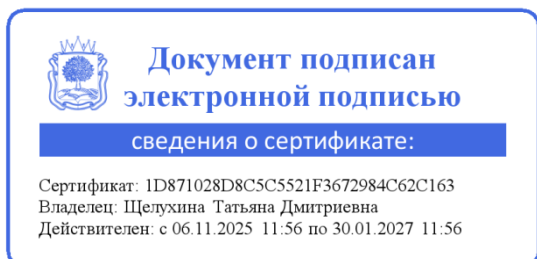 Документ подписан
электронной подписью
сведения о сертификате:
Сертификат: 1D871028D8C5C5521F3672984C62C163
Владелец: Щелухина Татьяна Дмитриевна
Действителен: с 06.11.2025 11:56 по 30.01.2027 11:56